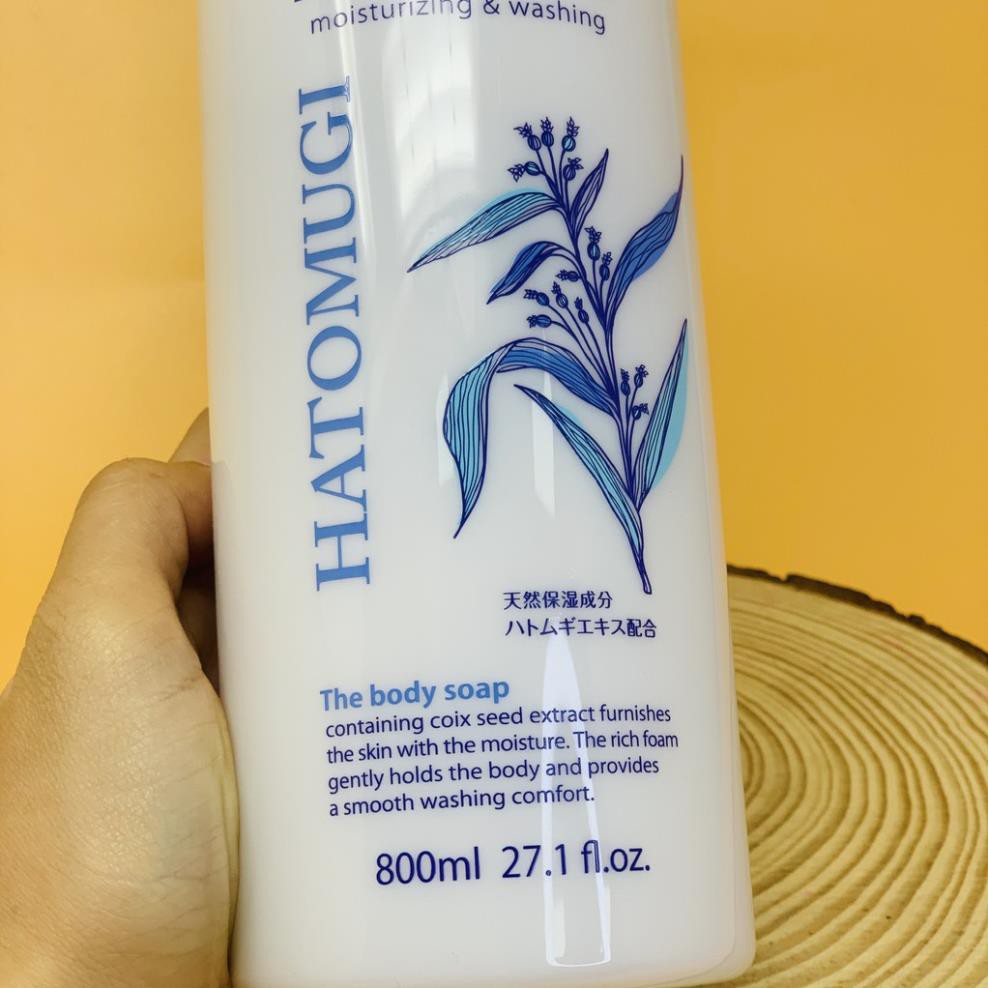 moisturizing & washing
HATOMUGI
天然保湿成分
ハトムギエキス配合
The body soap
containing coix seed extract furnishes
the skin with the moisture. The rich foam
gently holds the body and provides
a smooth washing comfort.
800ml 27.1 fl.oz.